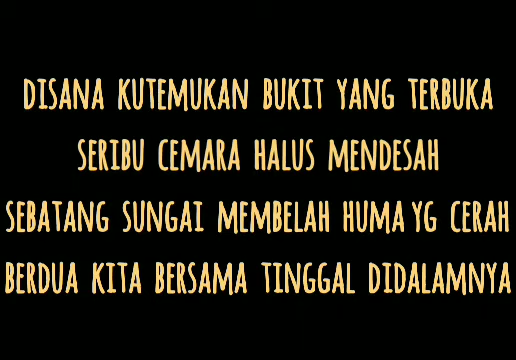 DISANA KUTEMUKAN BUKIT YANG TERBUKA
SERIBU CEMARA HALUS MENDESAH
SEBATANG SUNGAI MEMBELAH HUMA YG CERAH
BERDUA KITA BERSAMA TINGGAL DIDALAMNYA